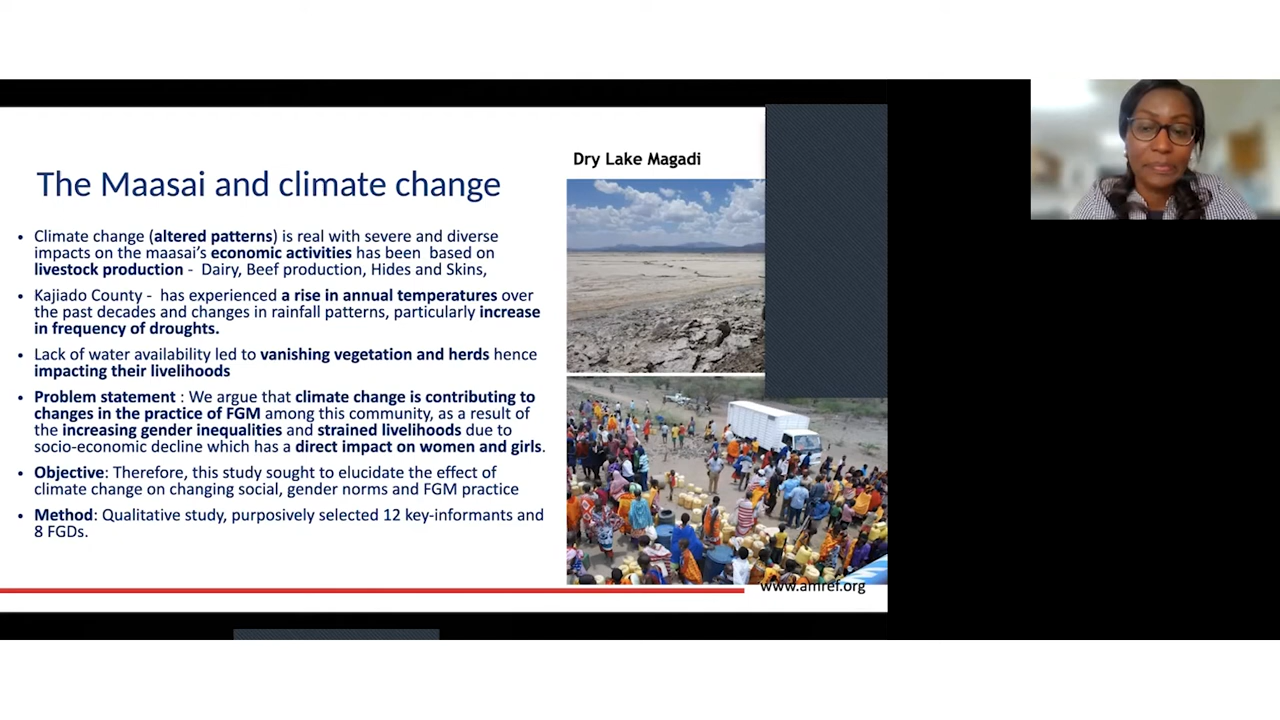 Dry Lake Magadi
The Maasai and climate change
• Climate change (altered patterns) is real with severe and diverse
impacts on the maasai's economic activities has been based on
livestock production - Dairy, Beef production, Hides and Skins,
• Kajiado County - has experienced a rise in annual temperatures over
the past decades and changes in rainfall patterns, particularly increase
in frequency of droughts.
• Lack of water availability led to vanishing vegetation and herds hence
impacting their livelihoods
• Problem statement : We argue that climate change is contributing to
changes in the practice of FGM among this community, as a result of
the increasing gender inequalities and strained livelihoods due to
socio-economic decline which has a direct impact on women and girls.
• Objective: Therefore, this study sought to elucidate the effect of
climate change on changing social, gender norms and FGM practice
• Method: Qualitative study, purposively selected 12 key-informants and
8 FGDs.
www.amref.org